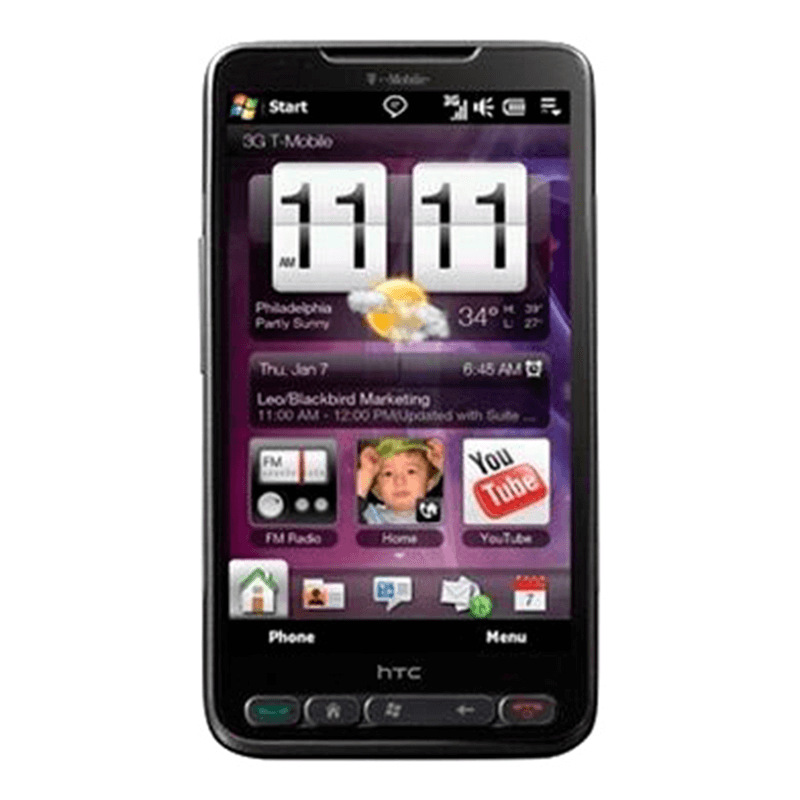 T··Mobile·
Start
3G
3G T-Mobile
11 11
AM
Philadelphia
Partly Sunny
34° H: 39°
L: 27°
Thu, Jan 7 6:45 AM
Leo/Blackbird Marketing
11:00 AM - 12:00 PM(Updated with Suite ...
FM
You
Tube
FM Radio Home YouTube
7
Phone Menu
hTC